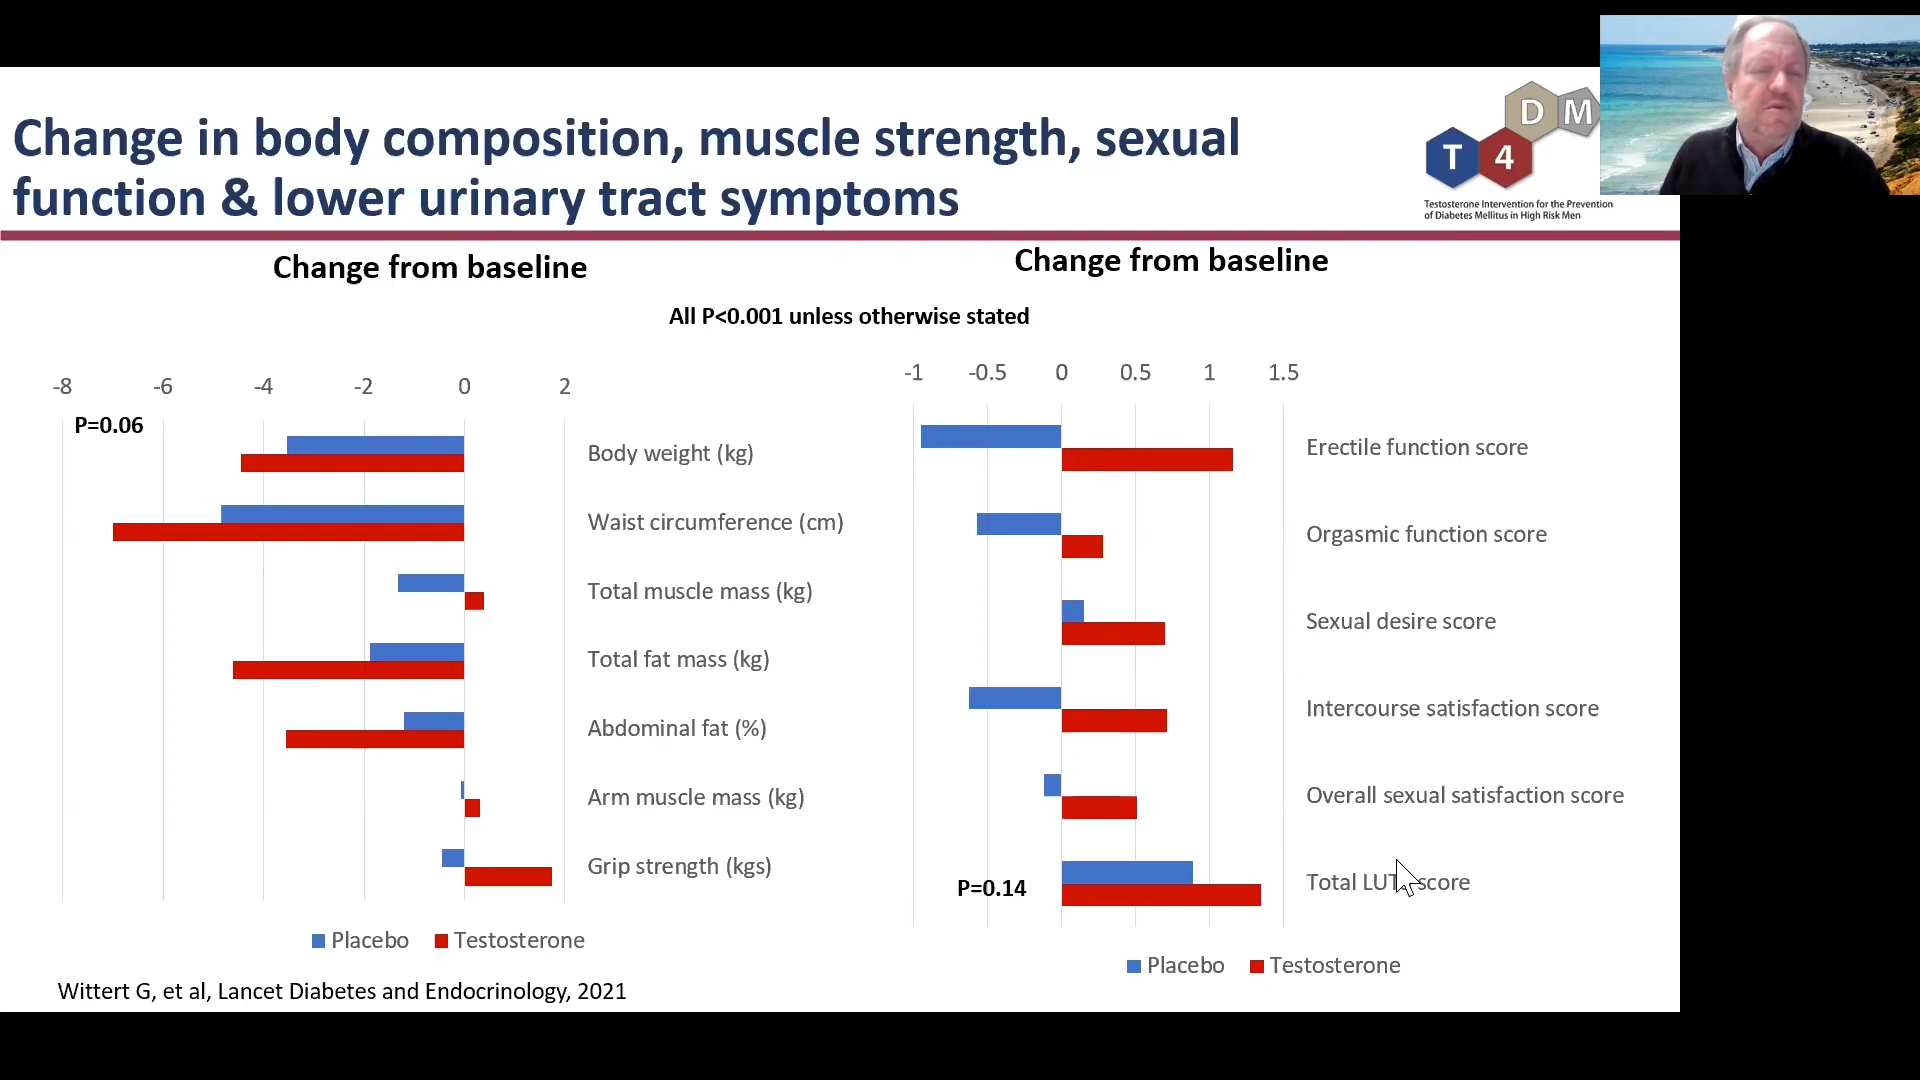 Change in body composition, muscle strength, sexual
function & lower urinary tract symptoms
T 4 D M
Testosterone Intervention for the Prevention
of Diabetes Mellitus in High Risk Men
Change from baseline
Change from baseline
All P<0.001 unless otherwise stated
-8 -6 -4 -2 0 2
P=0.06
Body weight (kg)
Waist circumference (cm)
Total muscle mass (kg)
Total fat mass (kg)
Abdominal fat (%)
Arm muscle mass (kg)
Grip strength (kgs)
Placebo Testosterone
-1 -0.5 0 0.5 1 1.5
Erectile function score
Orgasmic function score
Sexual desire score
Intercourse satisfaction score
Overall sexual satisfaction score
P=0.14
Total score
Placebo Testosterone
Wittert G, et al, Lancet Diabetes and Endocrinology, 2021